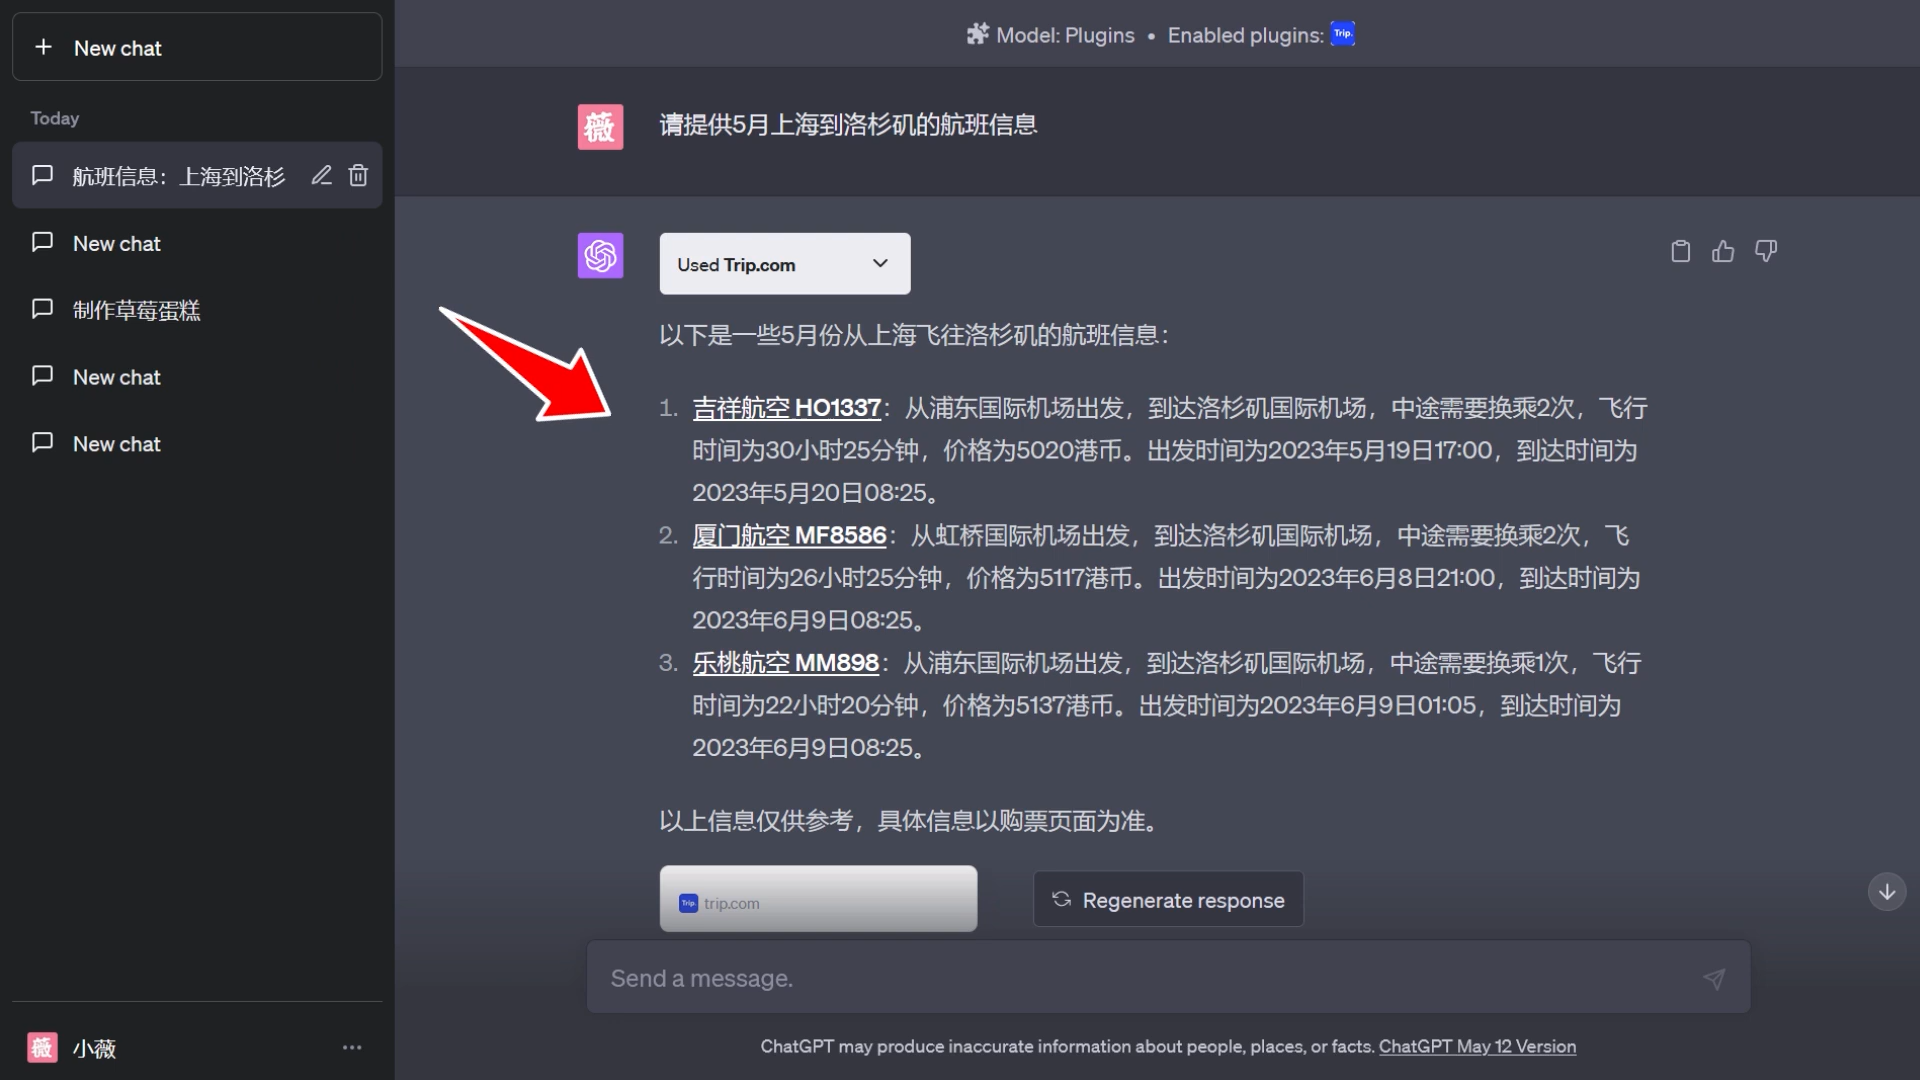 New chat
Model: Plugins • Enabled plugins: Trip.
Today
薇
请提供5月上海到洛杉矶的航班信息
航班信息：上海到洛杉
New chat
Used Trip.com
制作草莓蛋糕
以下是一些5月份从上海飞往洛杉矶的航班信息：
New chat
1. 吉祥航空 HO1337：从浦东国际机场出发，到达洛杉矶国际机场，中途需要换乘2次，飞行
时间为30小时25分钟，价格为5020港币。出发时间为2023年5月19日17:00，到达时间为
2023年5月20日08:25。
New chat
2. 厦门航空 MF8586：从虹桥国际机场出发，到达洛杉矶国际机场，中途需要换乘2次，飞
行时间为26小时25分钟，价格为5117港币。出发时间为2023年6月8日21:00，到达时间为
2023年6月9日08:25。
3. 乐桃航空 MM898：从浦东国际机场出发，到达洛杉矶国际机场，中途需要换乘1次，飞行
时间为22小时20分钟，价格为5137港币。出发时间为2023年6月9日01:05，到达时间为
2023年6月9日08:25。
以上信息仅供参考，具体信息以购票页面为准。
Trip. trip.com
Regenerate response
Send a message.
薇 小薇
ChatGPT may produce inaccurate information about people, places, or facts. ChatGPT May 12 Version